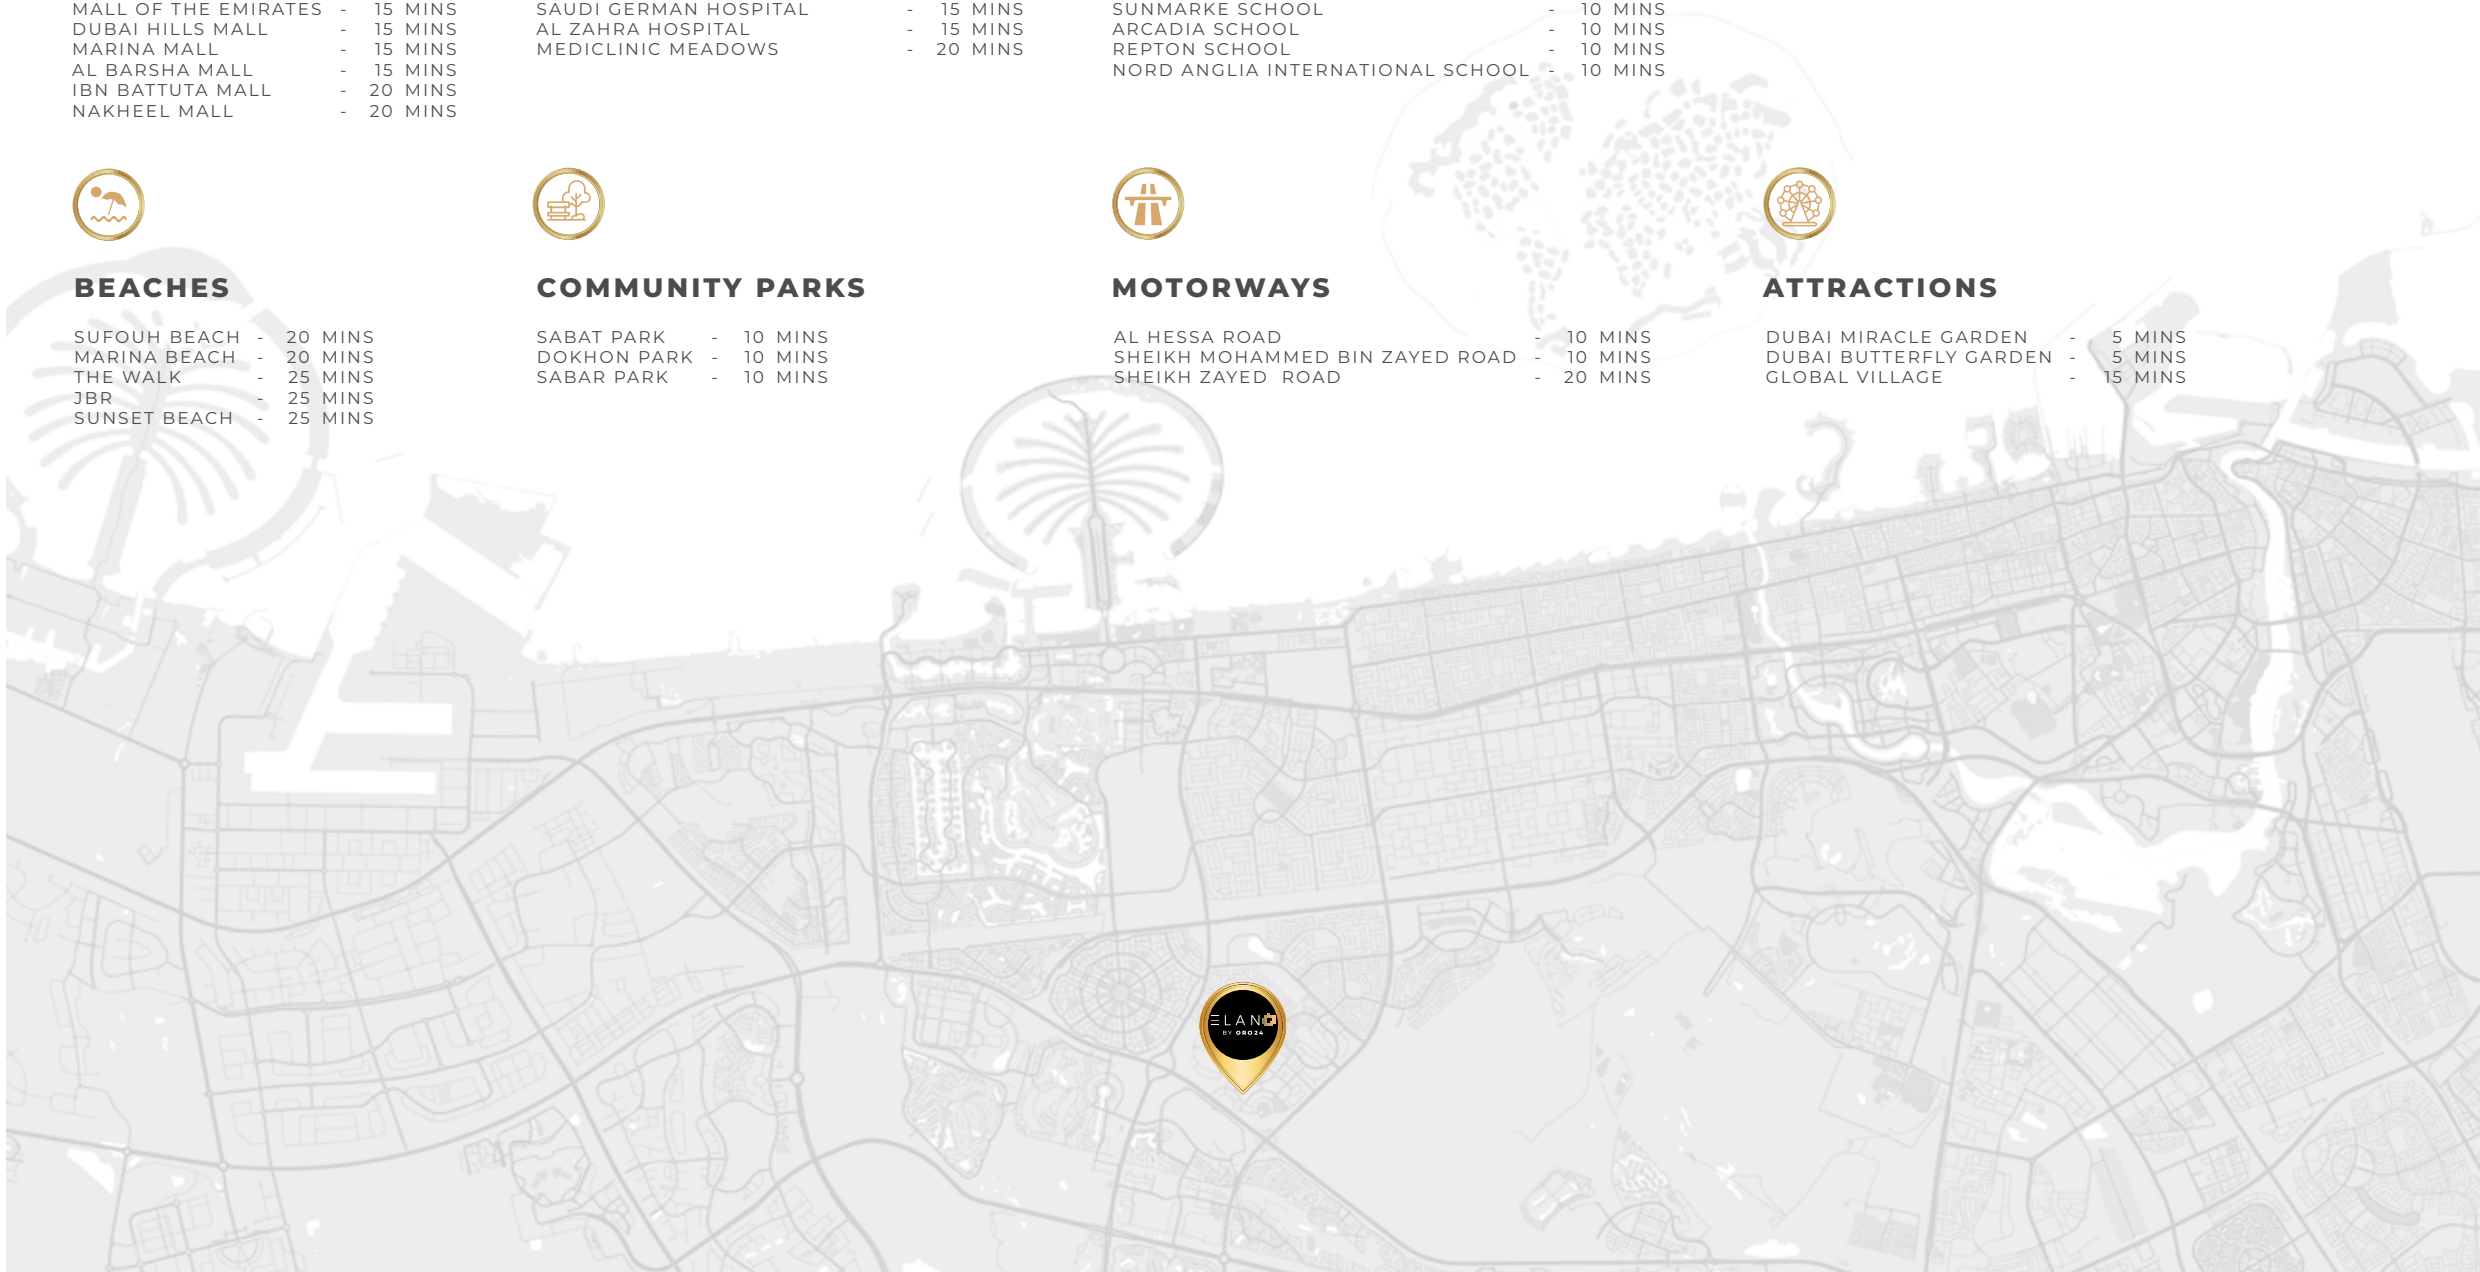 MALL OF THE EMIRATES - 15 MINS
DUBAI HILLS MALL - 15 MINS
MARINA MALL - 15 MINS
AL BARSHA MALL - 15 MINS
IBN BATTUTA MALL - 20 MINS
NAKHEEL MALL - 20 MINS
SAUDI GERMAN HOSPITAL - 15 MINS
AL ZAHRA HOSPITAL - 15 MINS
MEDICLINIC MEADOWS - 20 MINS
SUNMARKE SCHOOL - 10 MINS
ARCADIA SCHOOL - 10 MINS
REPTON SCHOOL - 10 MINS
NORD ANGLIA INTERNATIONAL SCHOOL - 10 MINS
BEACHES
SUFOUH BEACH - 20 MINS
MARINA BEACH - 20 MINS
THE WALK - 25 MINS
JBR - 25 MINS
SUNSET BEACH - 25 MINS
COMMUNITY PARKS
SABAT PARK - 10 MINS
DOKHON PARK - 10 MINS
SABAR PARK - 10 MINS
MOTORWAYS
AL HESSA ROAD - 10 MINS
SHEIKH MOHAMMED BIN ZAYED ROAD - 10 MINS
SHEIKH ZAYED ROAD - 20 MINS
ATTRACTIONS
DUBAI MIRACLE GARDEN - 5 MINS
DUBAI BUTTERFLY GARDEN - 5 MINS
GLOBAL VILLAGE - 15 MINS
ELANO
BY ORO24